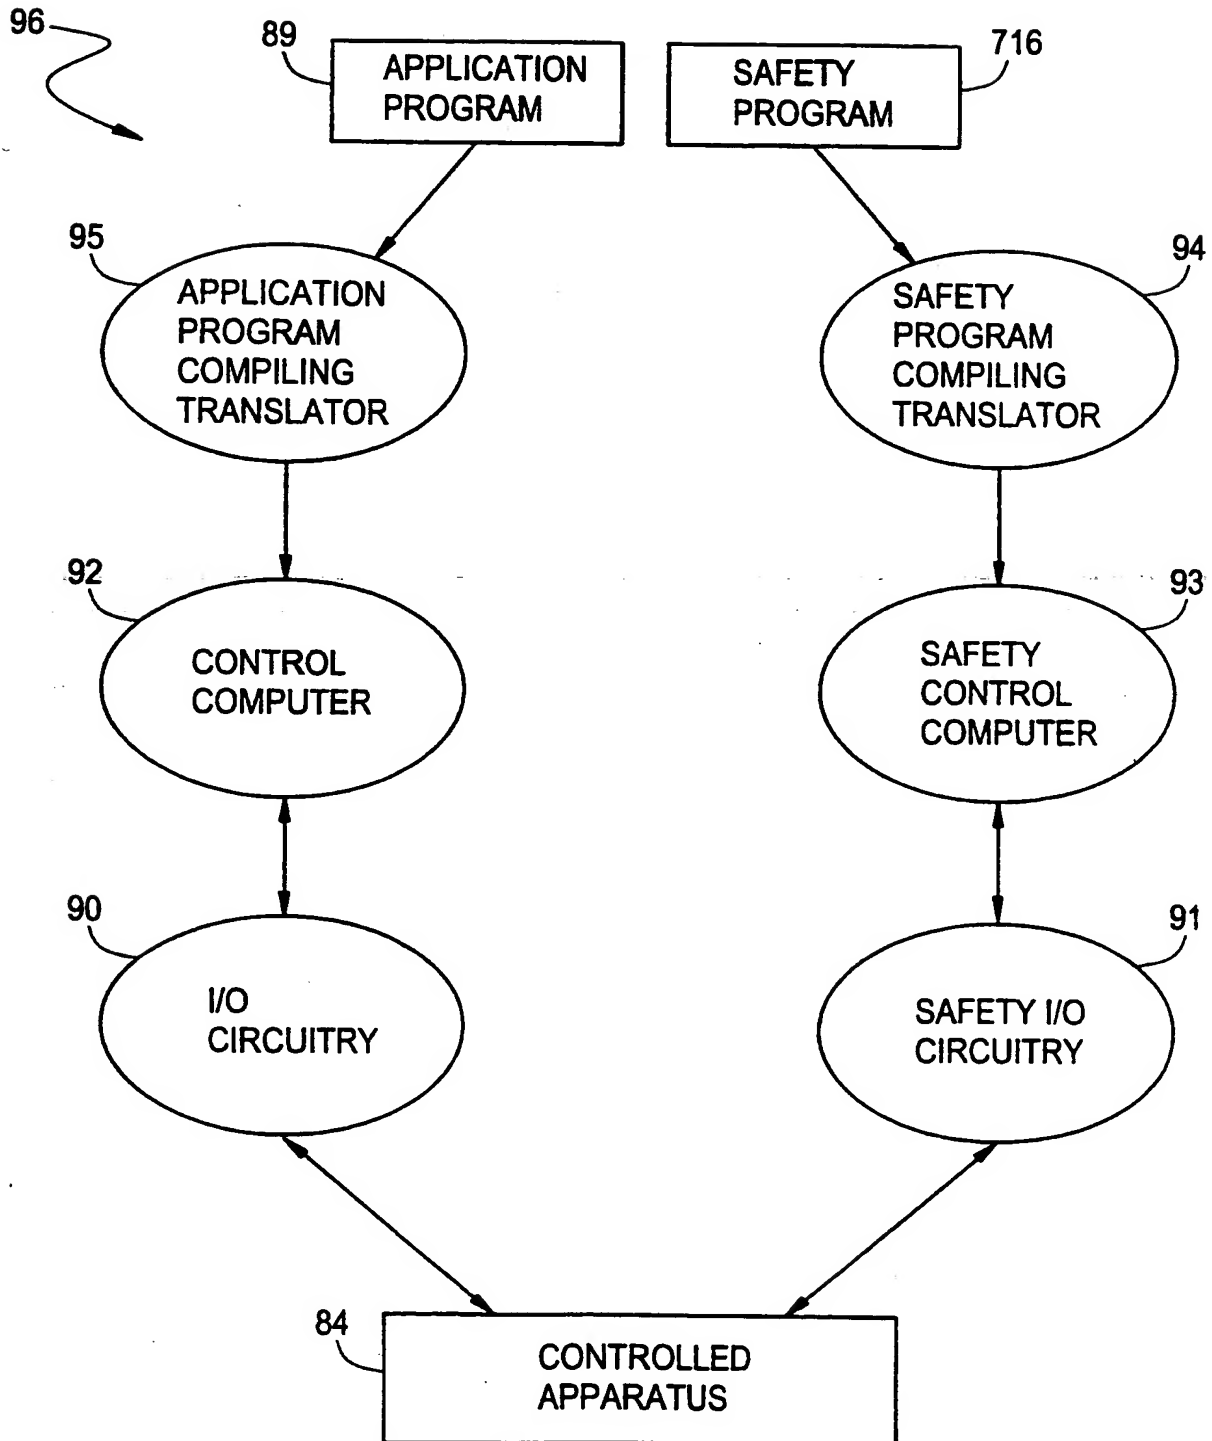 96
89
APPLICATION
PROGRAM
SAFETY
PROGRAM
716
95
APPLICATION
PROGRAM
COMPILING
TRANSLATOR
SAFETY
PROGRAM
COMPILING
TRANSLATOR
94
92
CONTROL
COMPUTER
SAFETY
CONTROL
COMPUTER
93
90
I/O
CIRCUITRY
SAFETY I/O
CIRCUITRY
91
84
CONTROLLED
APPARATUS